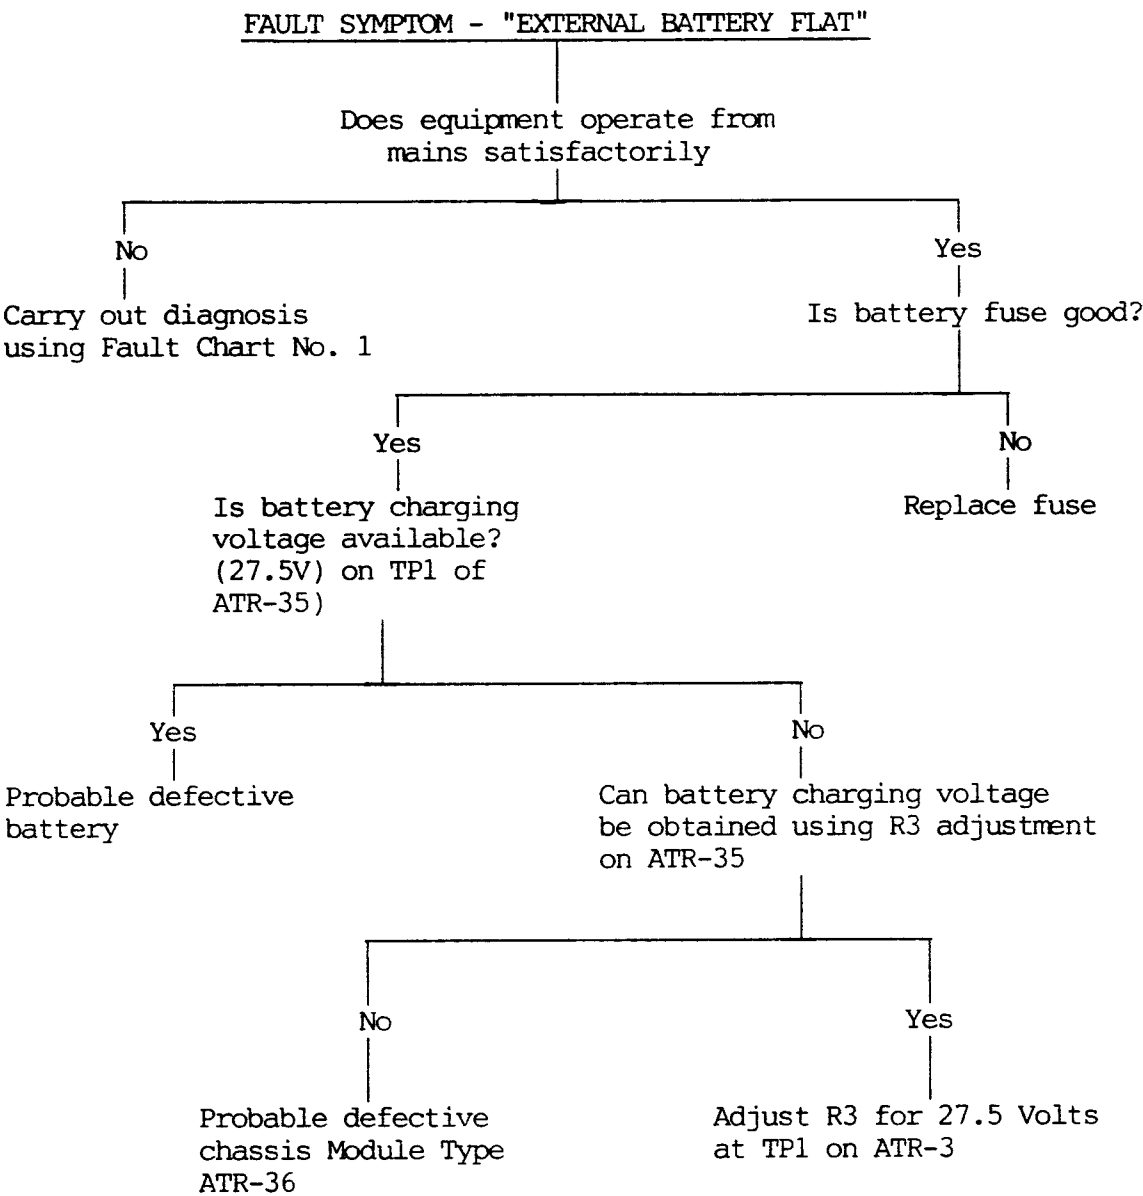 FAULT SYMPTOM - "EXTERNAL BATTERY FLAT"
Does equipment operate from
mains satisfactorily
No
Yes
Carry out diagnosis
using Fault Chart No. 1
Is battery fuse good?
Yes
No
Is battery charging
voltage available?
(27.5V) on TP1 of
ATR-35)
Replace fuse
Yes
No
Probable defective
battery
Can battery charging voltage
be obtained using R3 adjustment
on ATR-35
No
Yes
Probable defective
chassis Module Type
ATR-36
Adjust R3 for 27.5 Volts
at TP1 on ATR-3